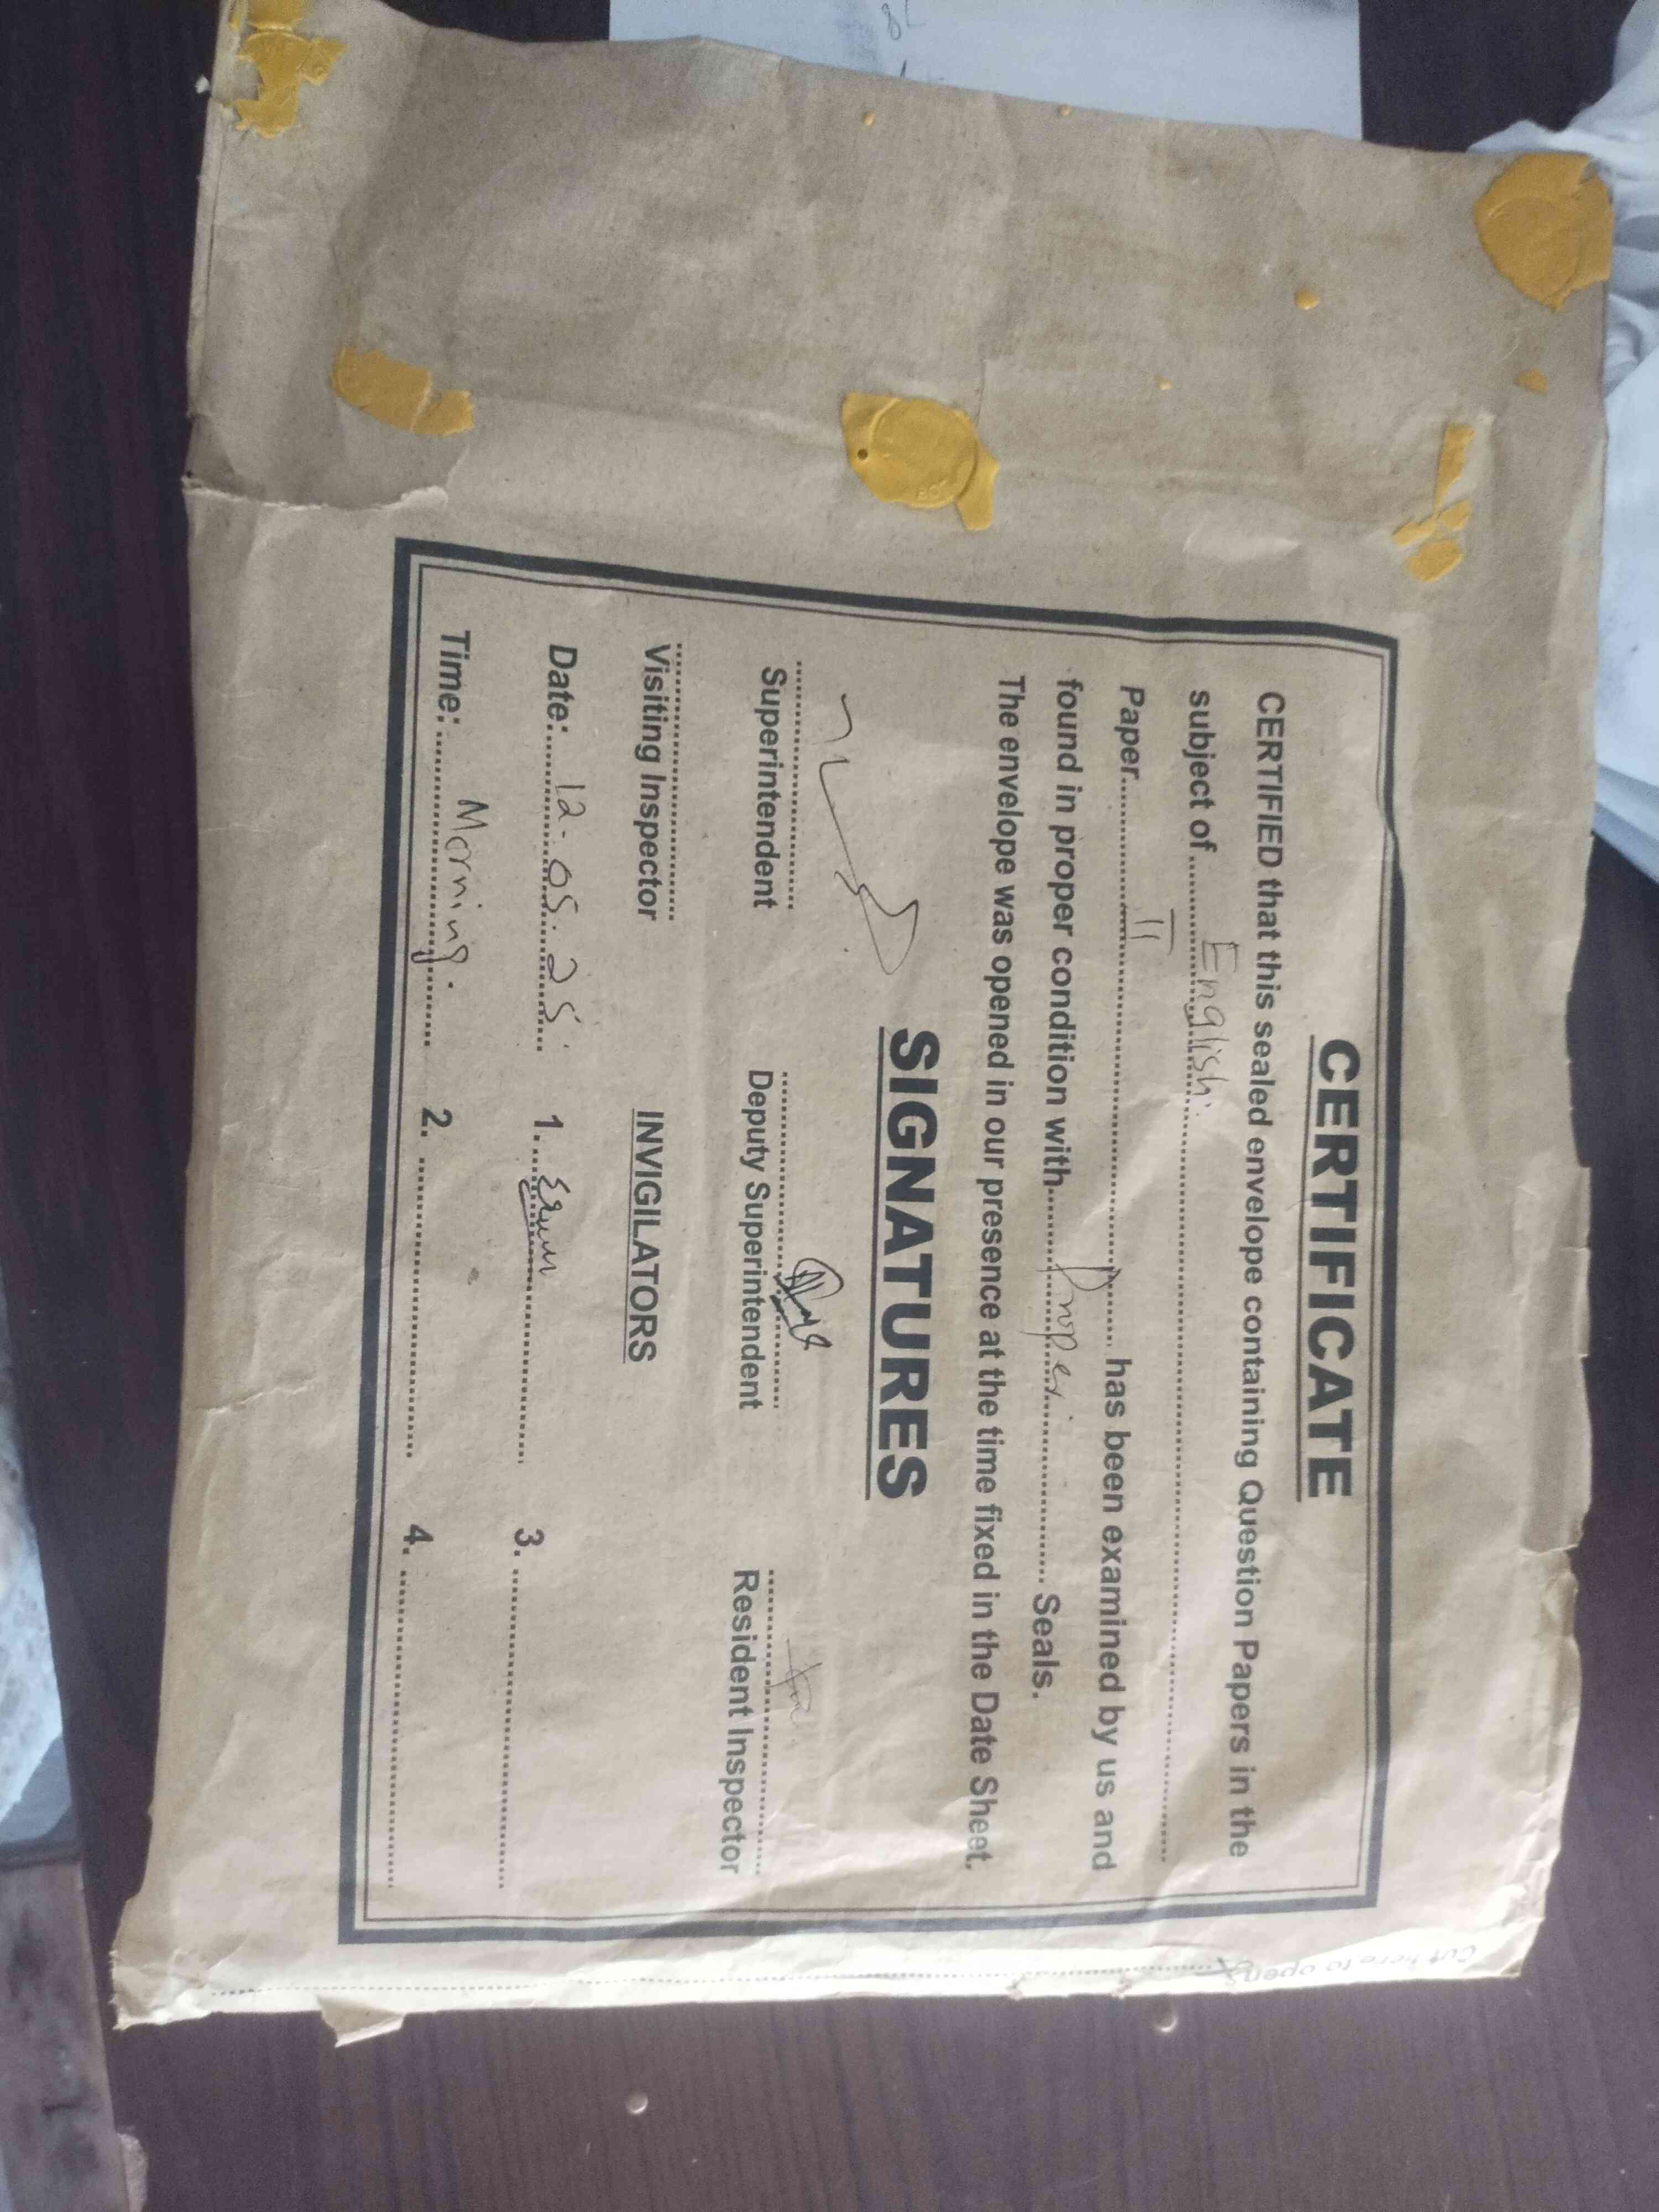 CERTIFICATE
CERTIFIED that this sealed envelope containing Question Papers in the
subject of English
Paper II has been examined by us and
found in proper condition with Proper Seals.
The envelope was opened in our presence at the time fixed in the Date Sheet.
SIGNATURES
Superintendent Deputy Superintendent Resident Inspector
Visiting Inspector INVIGILATORS
Date: 12-05-25 1. 3.
Time: Morning. 2. 4.
Cut here to open